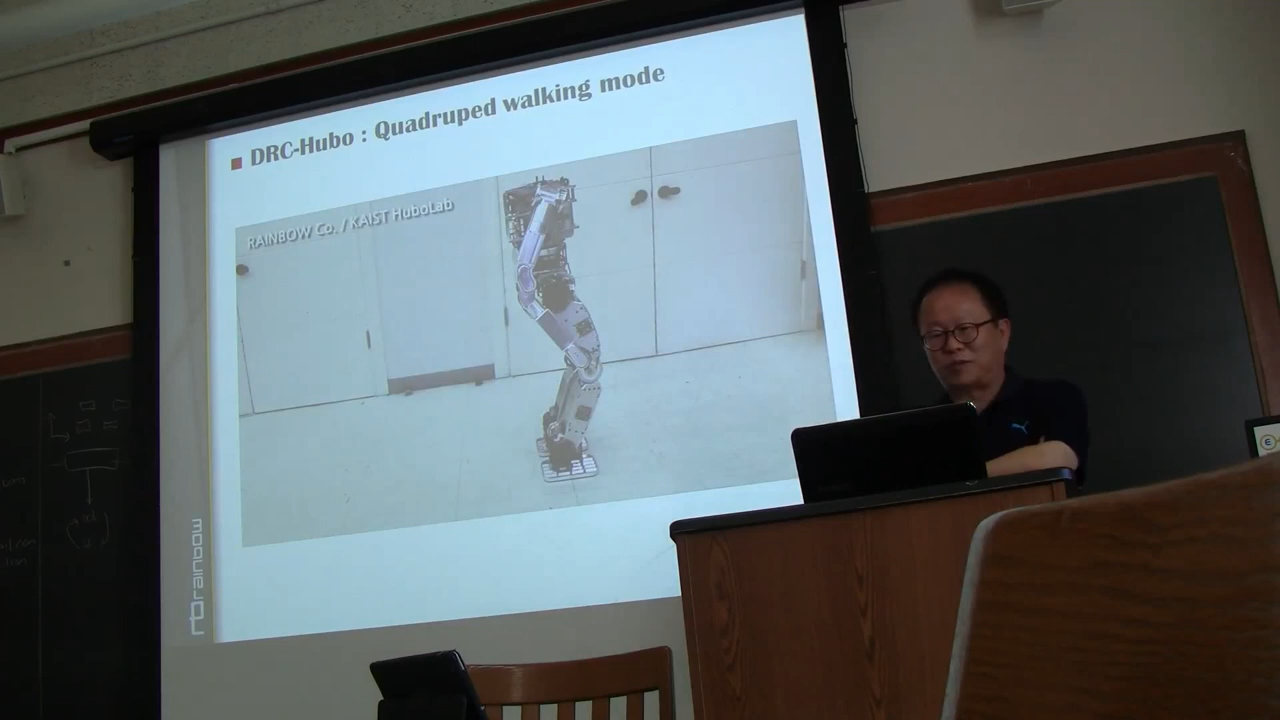 DRC-Hubo : Quadruped walking mode
RAINBOW Co. / KAIST HuboLab
rainbow